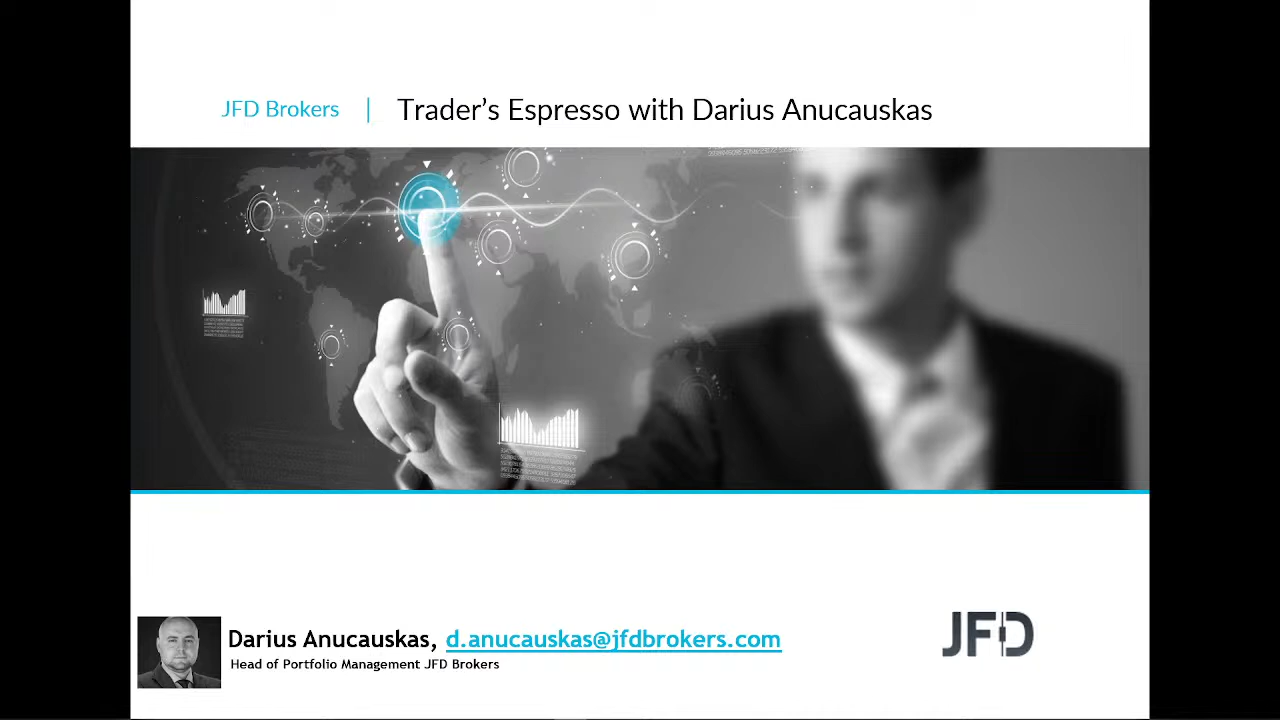 JFD Brokers | Trader’s Espresso with Darius Anucauskas
Darius Anucauskas, d.anucauskas@jfdbrokers.com
Head of Portfolio Management JFD Brokers
JFD